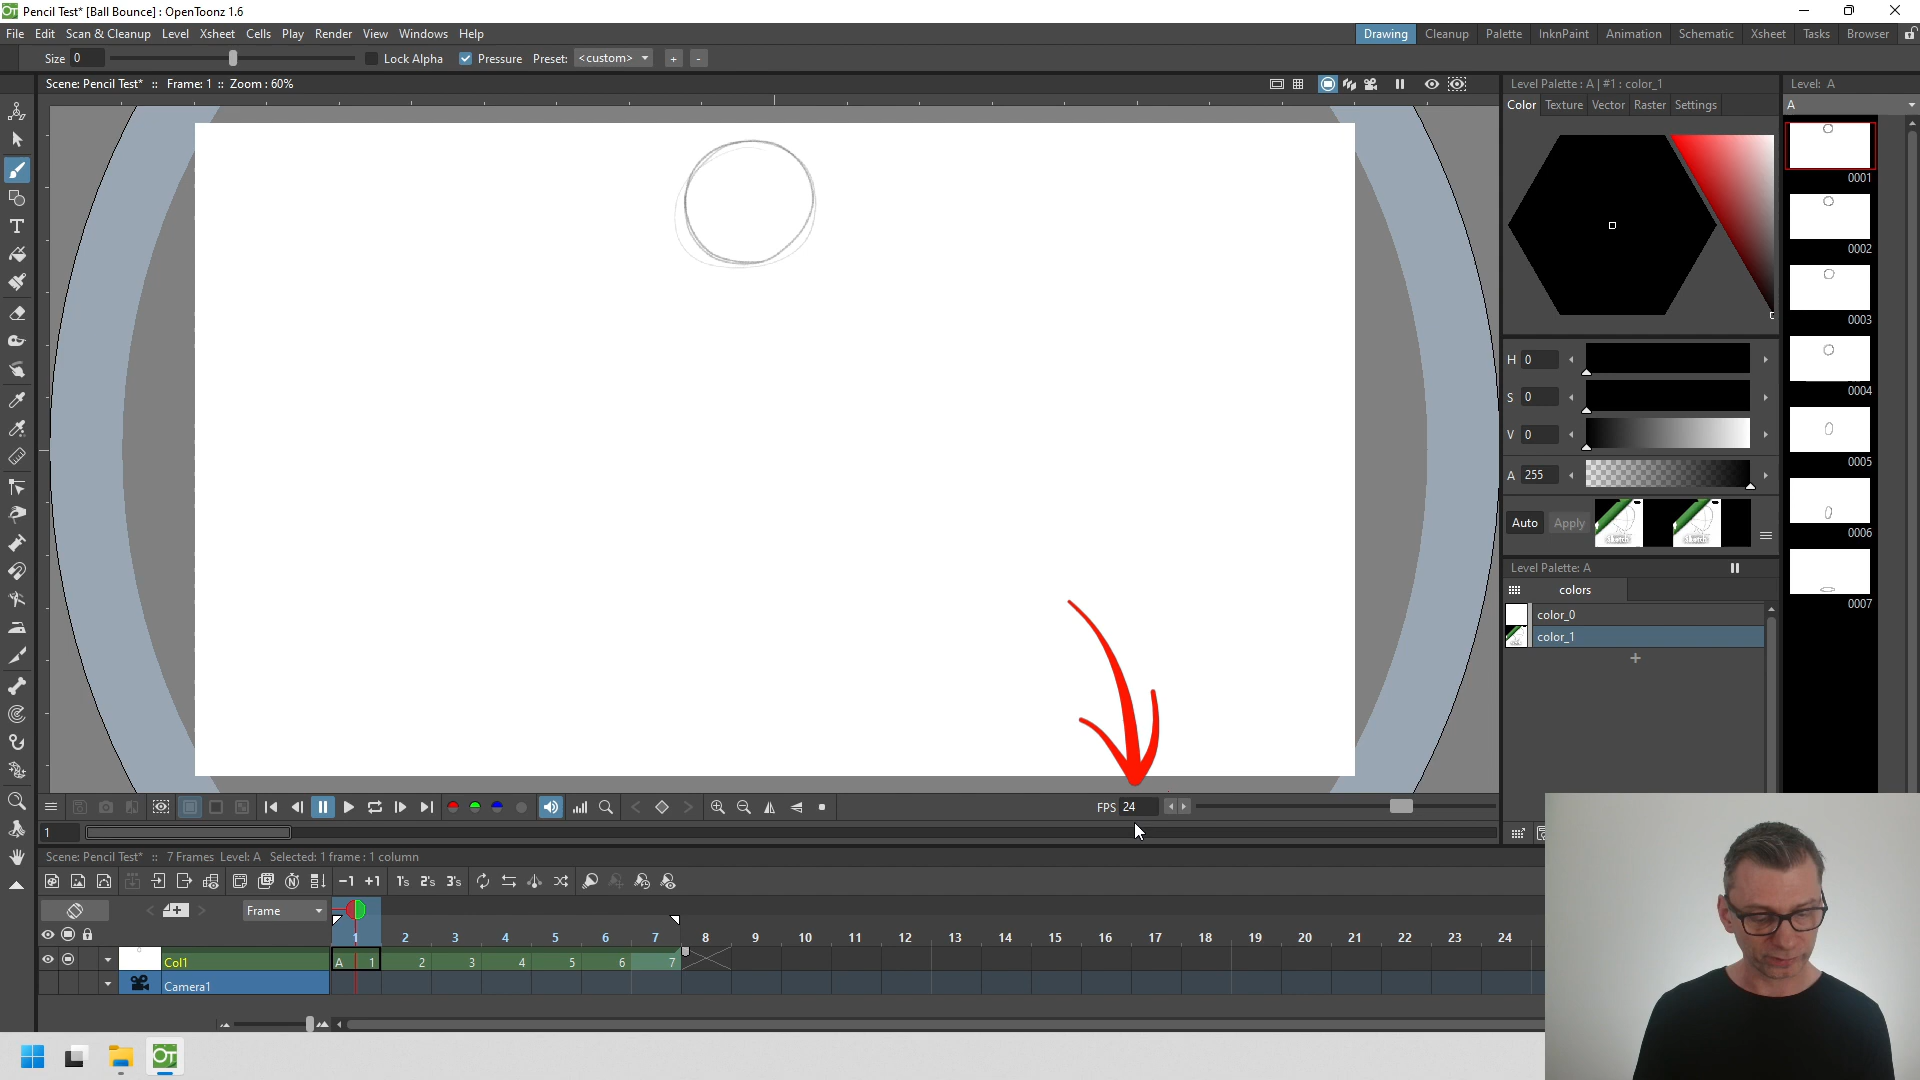 Pencil Test* [Ball Bounce] : OpenToonz 1.6
File Edit Scan & Cleanup Level Xsheet Cells Play Render View Windows Help
Drawing Cleanup Palette InknPaint Animation Schematic Xsheet Tasks Browser
Size 0 Lock Alpha Pressure Preset: <custom> + -
Scene: Pencil Test* :: Frame: 1 :: Zoom : 60%
Level Palette : A | #1 : color_1
Level: A
Color Texture Vector Raster Settings
A
0001
0002
0003
0004
0005
0006
0007
H 0
S 0
V 0
A 255
Auto Apply
Level Palette: A
colors
color_0
color_1
+
FPS 24
1
Scene: Pencil Test* :: 7 Frames Level: A Selected: 1 frame : 1 column
-1 +1 1's 2's 3's
Frame
1 2 3 4 5 6 7 8 9 10 11 12 13 14 15 16 17 18 19 20 21 22 23 24
Col1 A 1 2 3 4 5 6 7
Camera1
OT